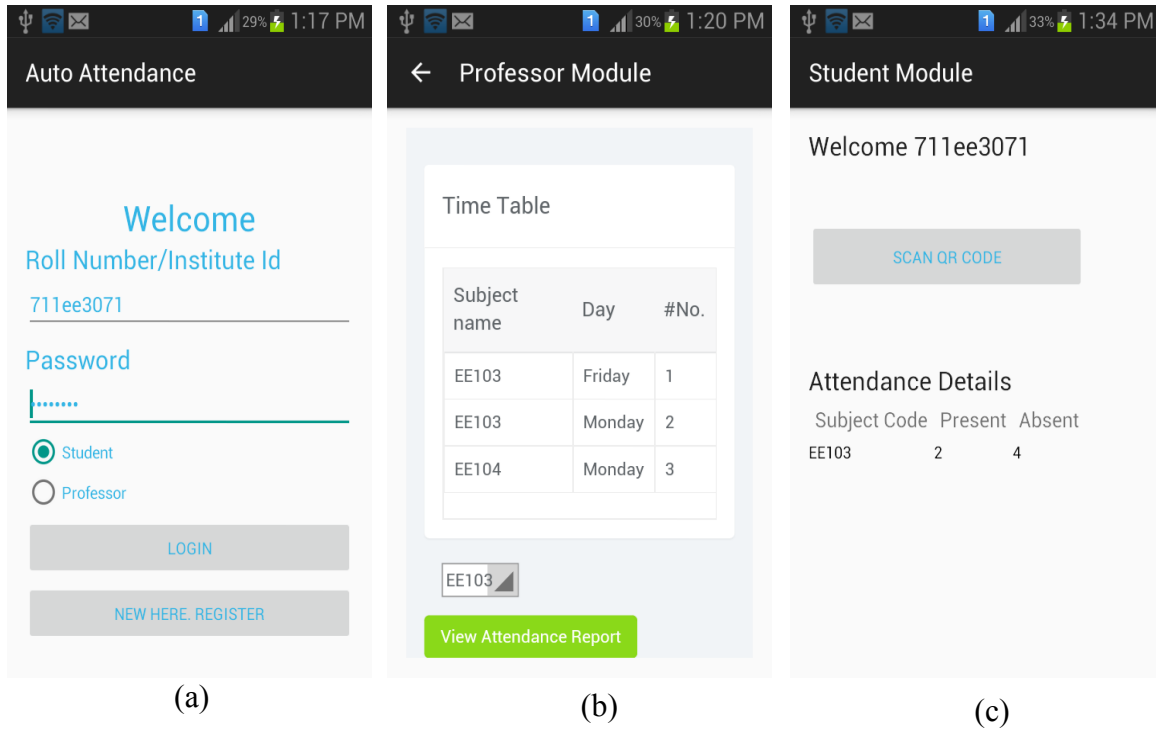 1 29% 1:17 PM
Auto Attendance
Welcome
Roll Number/Institute Id
711ee3071
Password
••••••••
Student
Professor
LOGIN
NEW HERE. REGISTER
(a)
1 30% 1:20 PM
Professor Module
Time Table
Subject name Day #No.
EE103 Friday 1
EE103 Monday 2
EE104 Monday 3
EE103
View Attendance Report
(b)
1 33% 1:34 PM
Student Module
Welcome 711ee3071
SCAN QR CODE
Attendance Details
Subject Code Present Absent
EE103 2 4
(c)